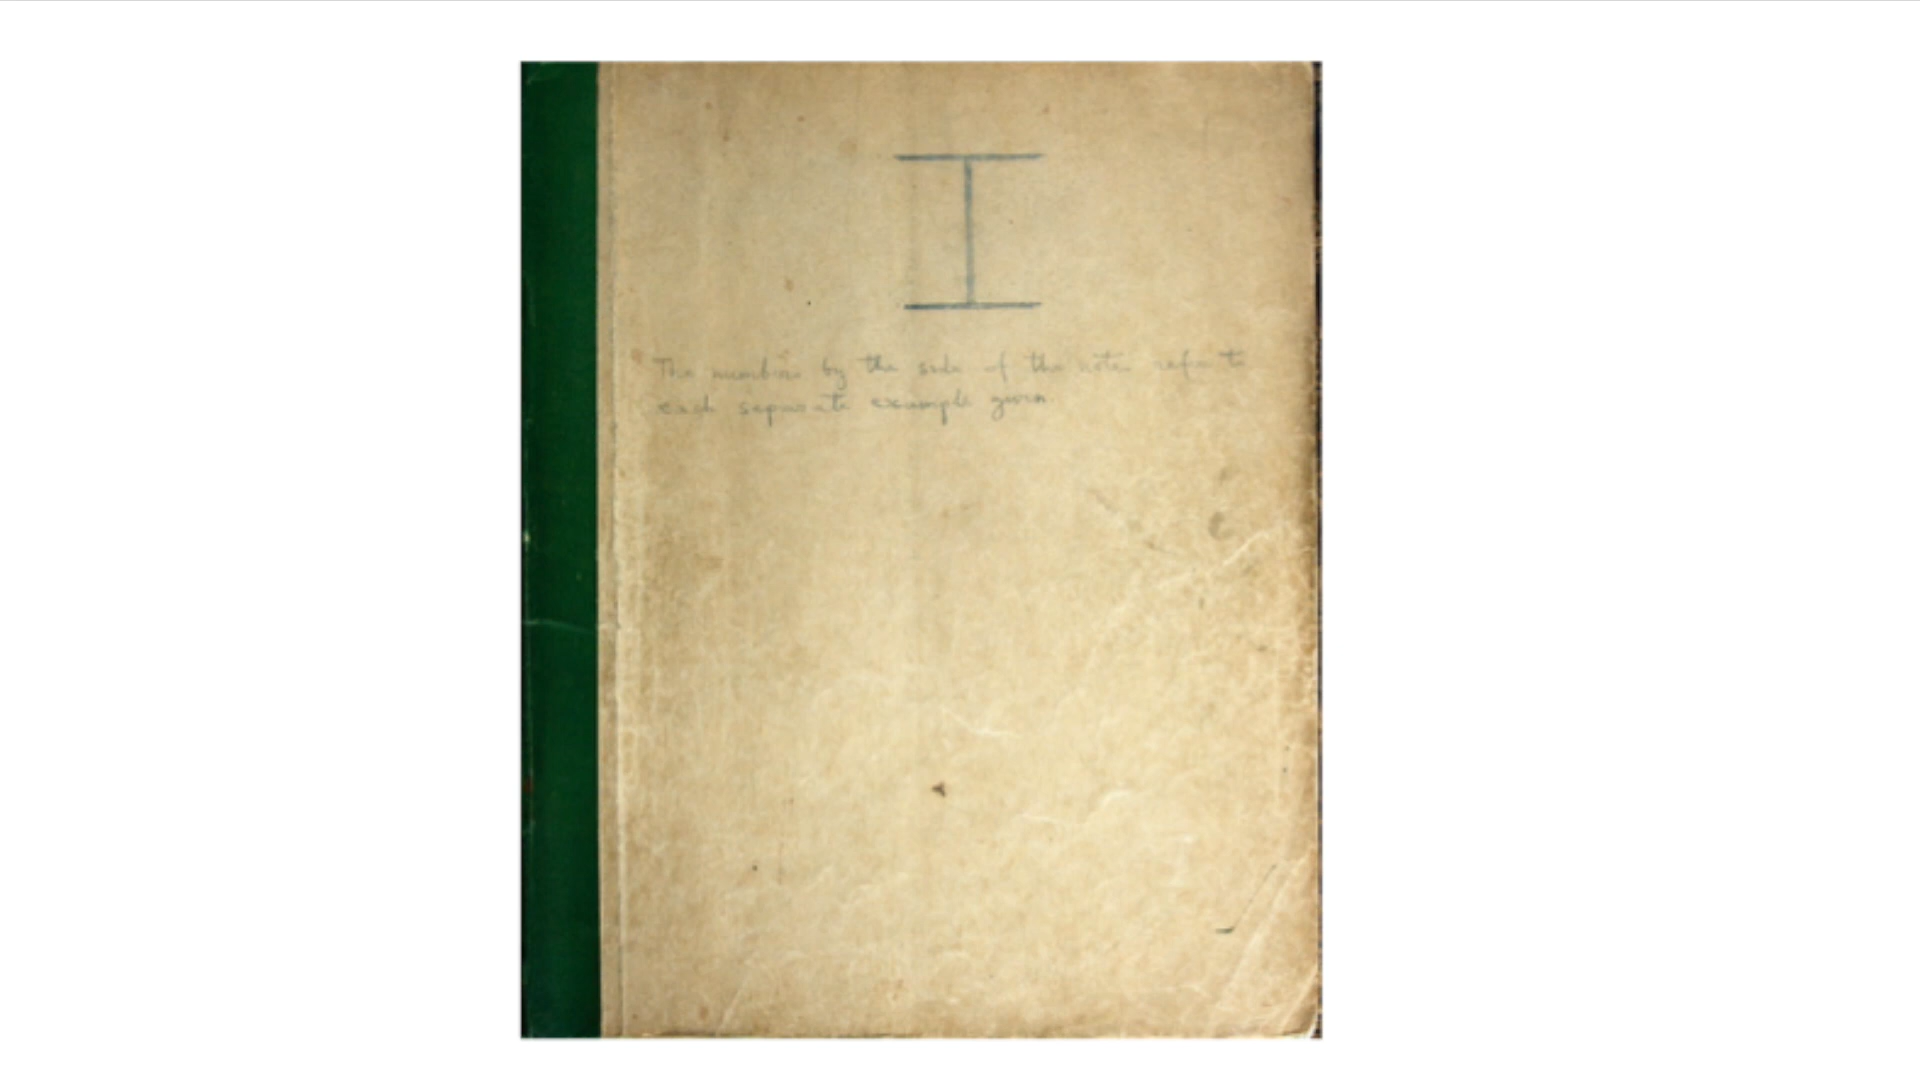 I
The numbers by the side of the notes refer to
each separate example given.